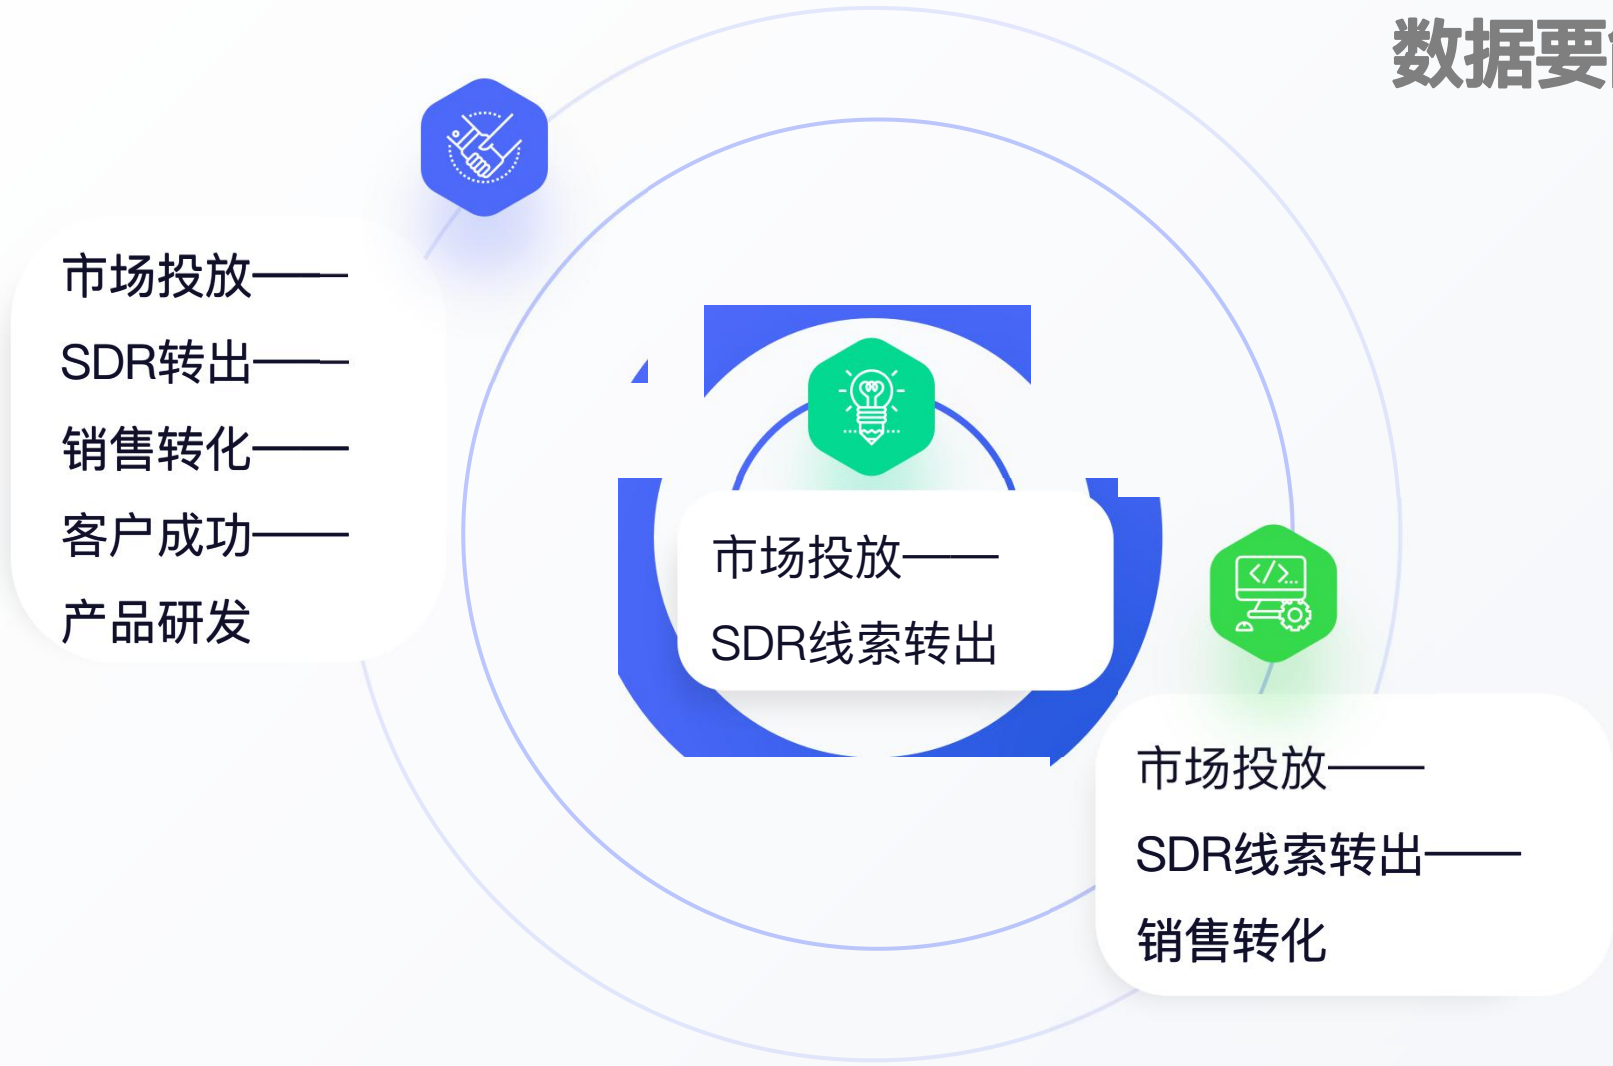 数据要
市场投放——
SDR转出——
销售转化——
客户成功——
产品研发
市场投放——
SDR线索转出
市场投放——
SDR线索转出——
销售转化